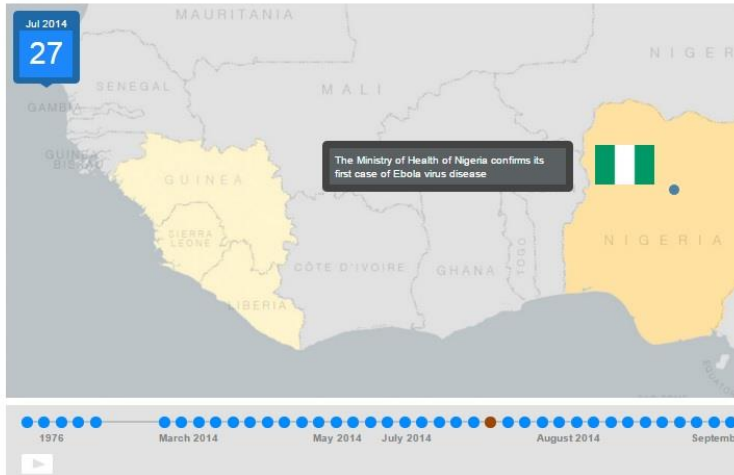 Jul 2014
27
MAURITANIA
NIGER
SENEGAL
MALI
GAMBIA
GUINEA
BISSAU
The Ministry of Health of Nigeria confirms its
first case of Ebola virus disease
GUINEA
SIERRA
LEONE
NIGERIA
CÔTE D'IVOIRE
GHANA
TOGO
LIBERIA
1976
March 2014
May 2014
July 2014
August 2014
Septemb